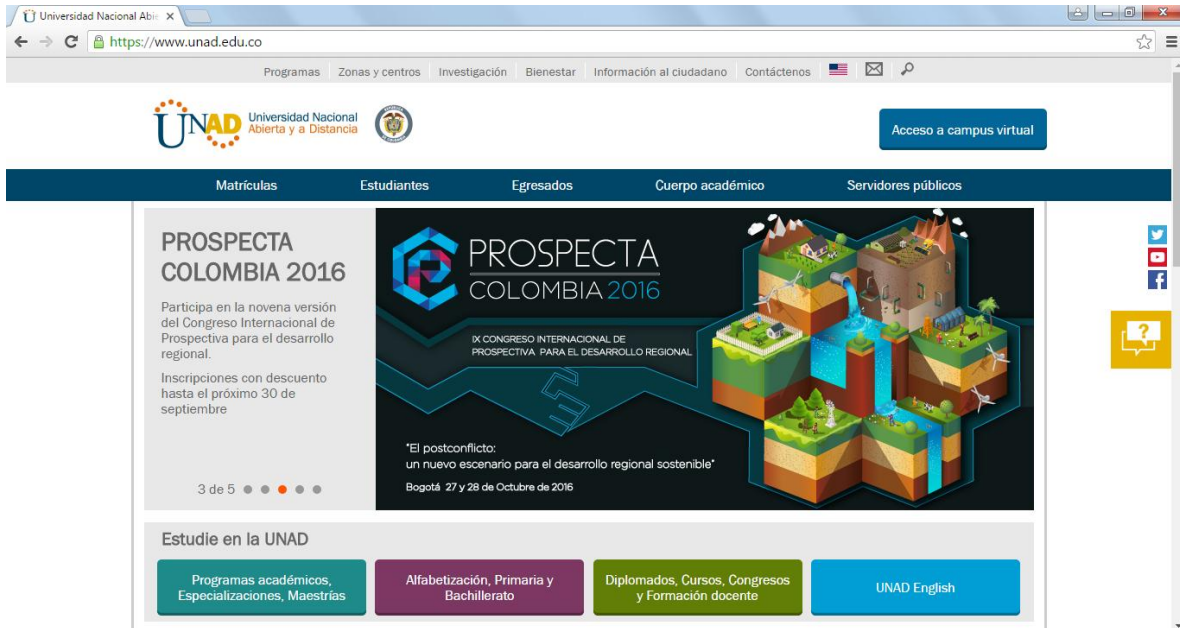 Universidad Nacional Abie
https://www.unad.edu.co
Programas Zonas y centros Investigación Bienestar Información al ciudadano Contáctenos
UNAD Universidad Nacional
Abierta y a Distancia
Acceso a campus virtual
Matrículas Estudiantes Egresados Cuerpo académico Servidores públicos
PROSPECTA
COLOMBIA 2016
Participa en la novena versión
del Congreso Internacional de
Prospectiva para el desarrollo
regional.
Inscripciones con descuento
hasta el próximo 30 de
septiembre
3 de 5
PROSPECTA
COLOMBIA 2016
IX CONGRESO INTERNACIONAL DE
PROSPECTIVA PARA EL DESARROLLO REGIONAL
"El postconflicto:
un nuevo escenario para el desarrollo regional sostenible"
Bogotá 27 y 28 de Octubre de 2016
?
Estudie en la UNAD
Programas académicos,
Especializaciones, Maestrías
Alfabetización, Primaria y
Bachillerato
Diplomados, Cursos, Congresos
y Formación docente
UNAD English